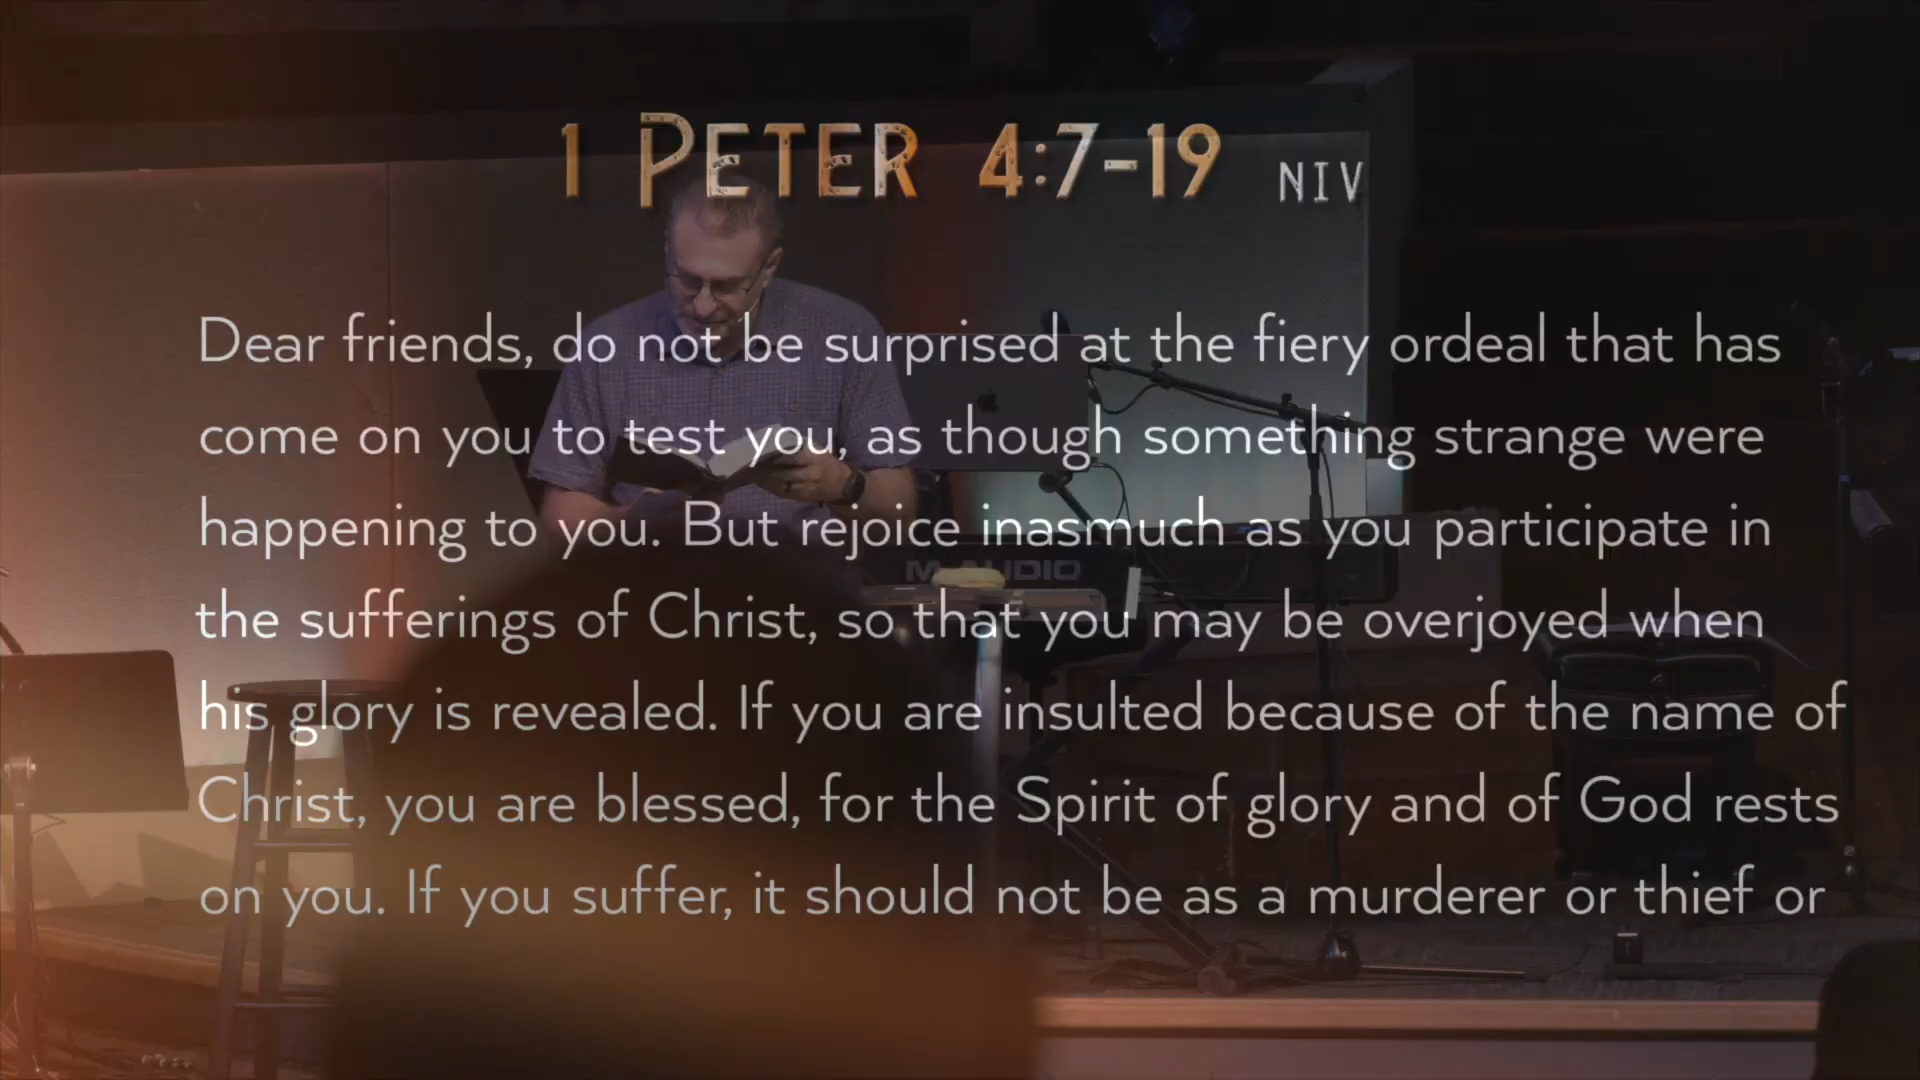 1 PETER 4:7-19 NIV
Dear friends, do not be surprised at the fiery ordeal that has
come on you to test you, as though something strange were
happening to you. But rejoice inasmuch as you participate in
M-AUDIO
the sufferings of Christ, so that you may be overjoyed when
his glory is revealed. If you are insulted because of the name of
Christ, you are blessed, for the Spirit of glory and of God rests
on you. If you suffer, it should not be as a murderer or thief or